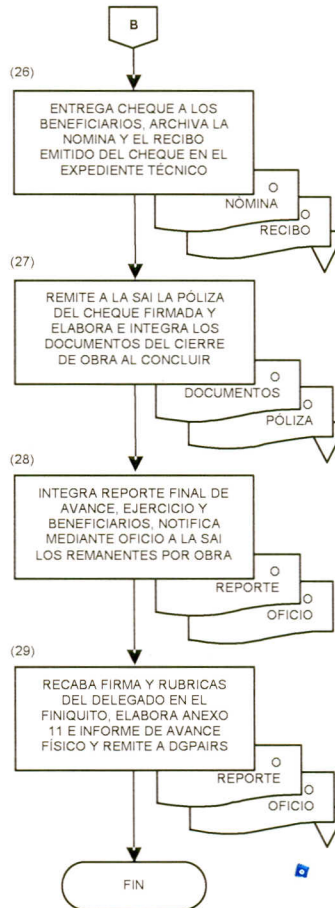 B
(26)
ENTREGA CHEQUE A LOS
BENEFICIARIOS, ARCHIVA LA
NOMINA Y EL RECIBO
EMITIDO DEL CHEQUE EN EL
EXPEDIENTE TÉCNICO
O
NÓMINA
O
RECIBO
(27)
REMITE A LA SAI LA PÓLIZA
DEL CHEQUE FIRMADA Y
ELABORA E INTEGRA LOS
DOCUMENTOS DEL CIERRE
DE OBRA AL CONCLUIR
O
DOCUMENTOS
O
PÓLIZA
(28)
INTEGRA REPORTE FINAL DE
AVANCE, EJERCICIO Y
BENEFICIARIOS, NOTIFICA
MEDIANTE OFICIO A LA SAI
LOS REMANENTES POR OBRA
O
REPORTE
O
OFICIO
(29)
RECABA FIRMA Y RUBRICAS
DEL DELEGADO EN EL
FINIQUITO, ELABORA ANEXO
11 E INFORME DE AVANCE
FÍSICO Y REMITE A DGPAIRS
O
REPORTE
O
OFICIO
FIN